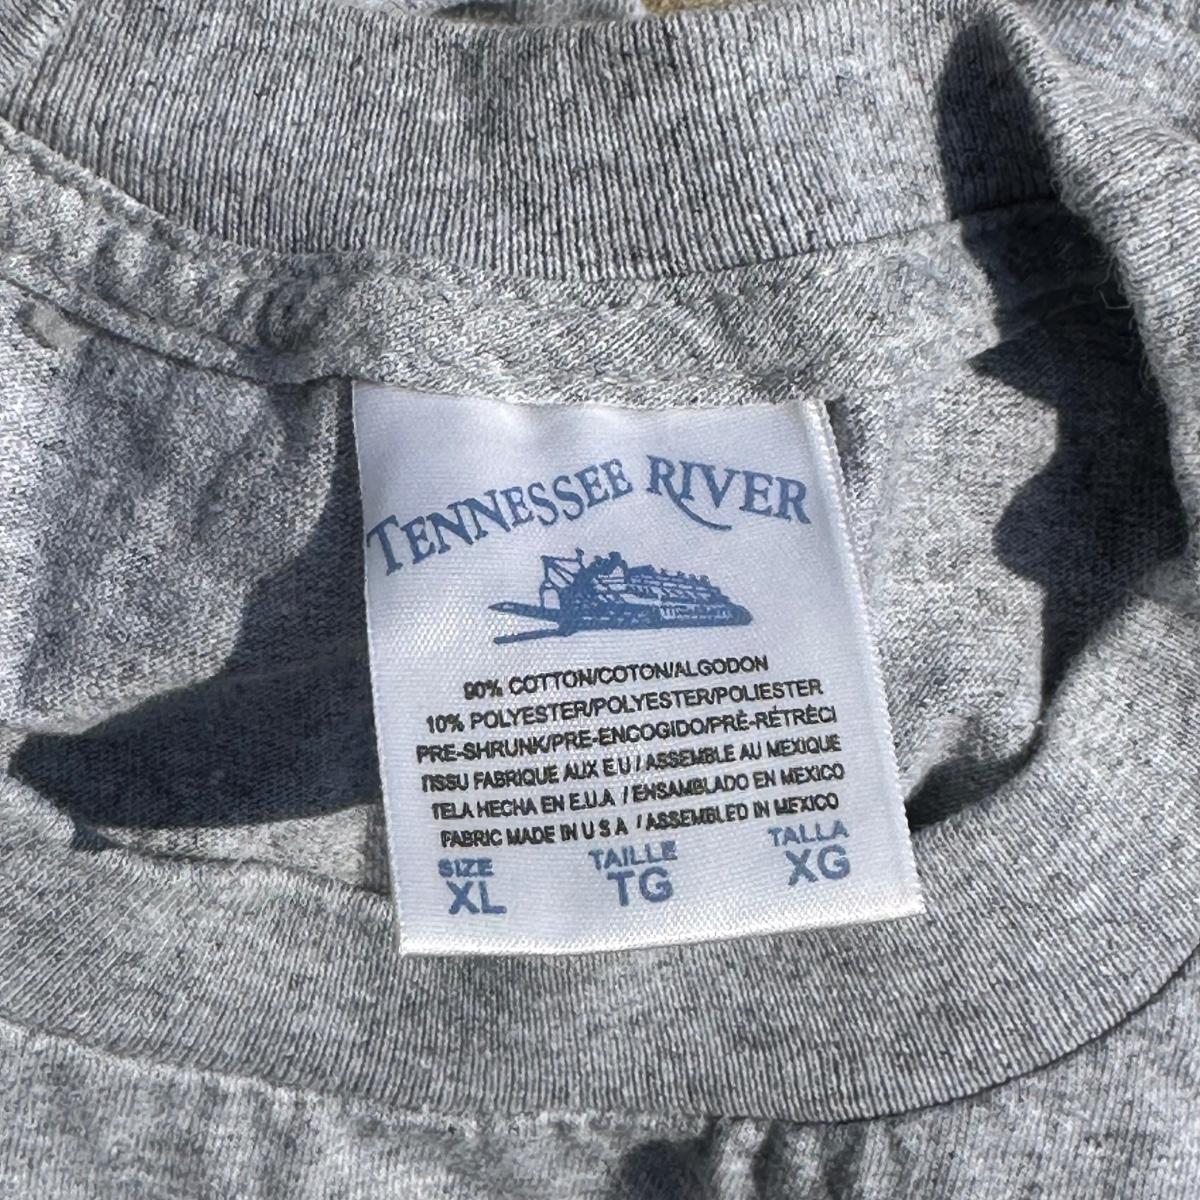 TENNESSEE RIVER
90% COTTON/COTON/ALGODON
10% POLYESTER/POLYESTER/POLIESTER
PRE-SHRUNK/PRE-ENCOGIDO/PRÉ-RÉTRÉCI
TISSU FABRIQUE AUX E U / ASSEMBLE AU MEXIQUE
TELA HECHA EN E.U.A / ENSAMBLADO EN MEXICO
FABRIC MADE IN U S A / ASSEMBLED IN MEXICO
SIZE TAILLE TALLA
XL TG XG